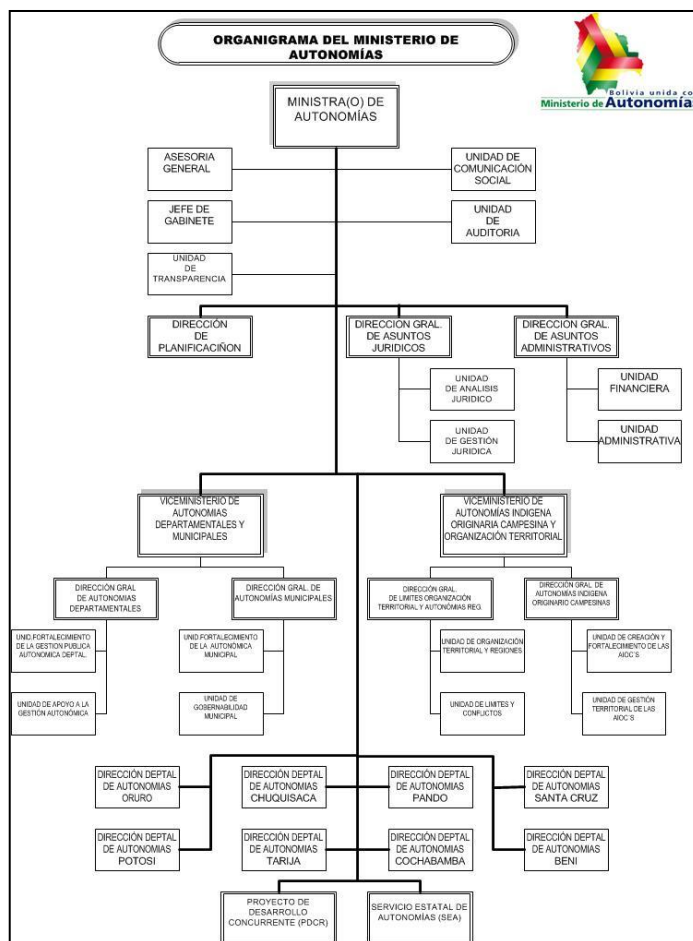 ORGANIGRAMA DEL MINISTERIO DE
AUTONOMÍAS
Bolivia unida co
Ministerio de Autonomías
MINISTRA(O) DE
AUTONOMÍAS
ASESORIA
GENERAL
UNIDAD DE
COMUNICACIÓN
SOCIAL
JEFE DE
GABINETE
UNIDAD
DE
AUDITORIA
UNIDAD
DE
TRANSPARENCIA
DIRECCIÓN
DE
PLANIFICACIÑON
DIRECCION GRAL.
DE ASUNTOS
JURIDICOS
DIRECCION GRAL.
DE ASUNTOS
ADMINISTRATIVOS
UNIDAD
DE ANALISIS
JURIDICO
UNIDAD
FINANCIERA
UNIDAD
DE GESTIÓN
JURIDICA
UNIDAD
ADMINISTRATIVA
VICEMINISTERIO DE
AUTONOMIAS
DEPARTAMENTALES Y
MUNICIPALES
VICEMINISTERIO DE
AUTONOMÍAS INDIGENA
ORIGINARIA CAMPESINA Y
ORGANIZACIÓN TERRITORIAL
DIRECCIÓN GRAL
DE AUTONOMIAS
DEPARTAMENTALES
DIRECCIÓN GRAL. DE
AUTONOMÍAS MUNICIPALES
DIRECCIÓN GRAL.
DE LIMITES ORGANIZACIÓN
TERRITORIAL Y AUTONÓMIAS REG.
DIRECCIÓN GRAL. DE
AUTONOMÍAS INDIGENA
ORIGINARIO CAMPESINAS
UNID.FORTALECIMIENTO
DE LA GESTION PUBLICA
AUTONOMICA DEPTAL.
UNID.FORTALECIMIENTO
DE LA AUTONÓMICA
MUNICIPAL
UNIDAD DE ORGANIZACIÓN
TERRITORIAL Y REGIONES
UNIDAD DE CREACIÓN Y
FORTALECIMIENTO DE LAS
AIOC´S
UNIDAD DE APOYO A LA
GESTIÓN AUTONÓMICA
UNIDAD DE
GOBERNABILIDAD
MUNICIPAL
UNIDAD DE LIMITES Y
CONFLICTOS
UNIDAD DE GESTIÓN
TERRITORIAL DE LAS
AIOC'S
DIRECCIÓN DEPTAL
DE AUTONOMIAS
ORURO
DIRECCIÓN DEPTAL
DE AUTONOMIAS
CHUQUISACA
DIRECCIÓN DEPTAL
DE AUTONOMIAS
PANDO
DIRECCIÓN DEPTAL
DE AUTONOMIAS
SANTA CRUZ
DIRECCIÓN DEPTAL
DE AUTONOMIAS
POTOSI
DIRECCIÓN DEPTAL
DE AUTONOMIAS
TARIJA
DIRECCIÓN DEPTAL
DE AUTONOMIAS
COCHABAMBA
DIRECCIÓN DEPTAL
DE AUTONOMIAS
BENI
PROYECTO DE
DESARROLLO
CONCURRENTE (PDCR)
SERVICIO ESTATAL DE
AUTONOMÍAS (SEA)